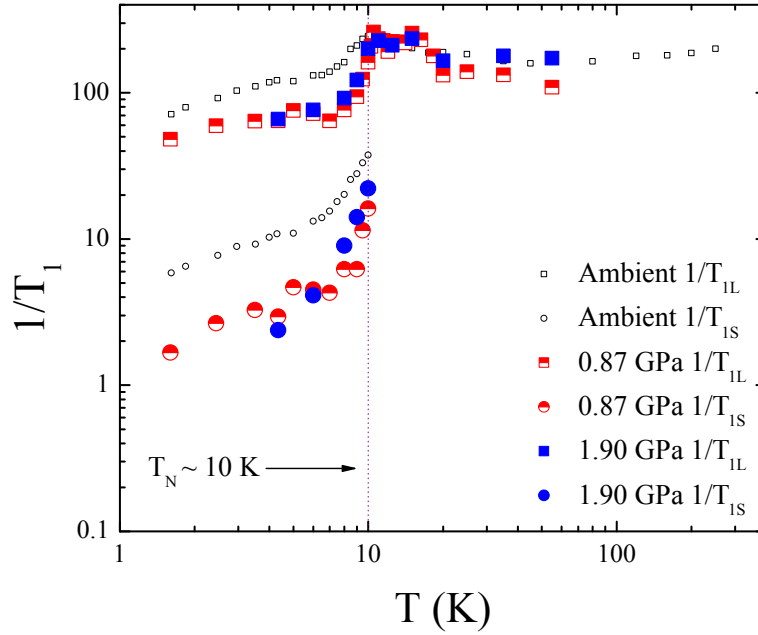 1/T₁
100
10
1
0.1
Ambient 1/T₁L
Ambient 1/T₁S
0.87 GPa 1/T₁L
0.87 GPa 1/T₁S
1.90 GPa 1/T₁L
1.90 GPa 1/T₁S
T_N ~ 10 K
1 10 100
T (K)